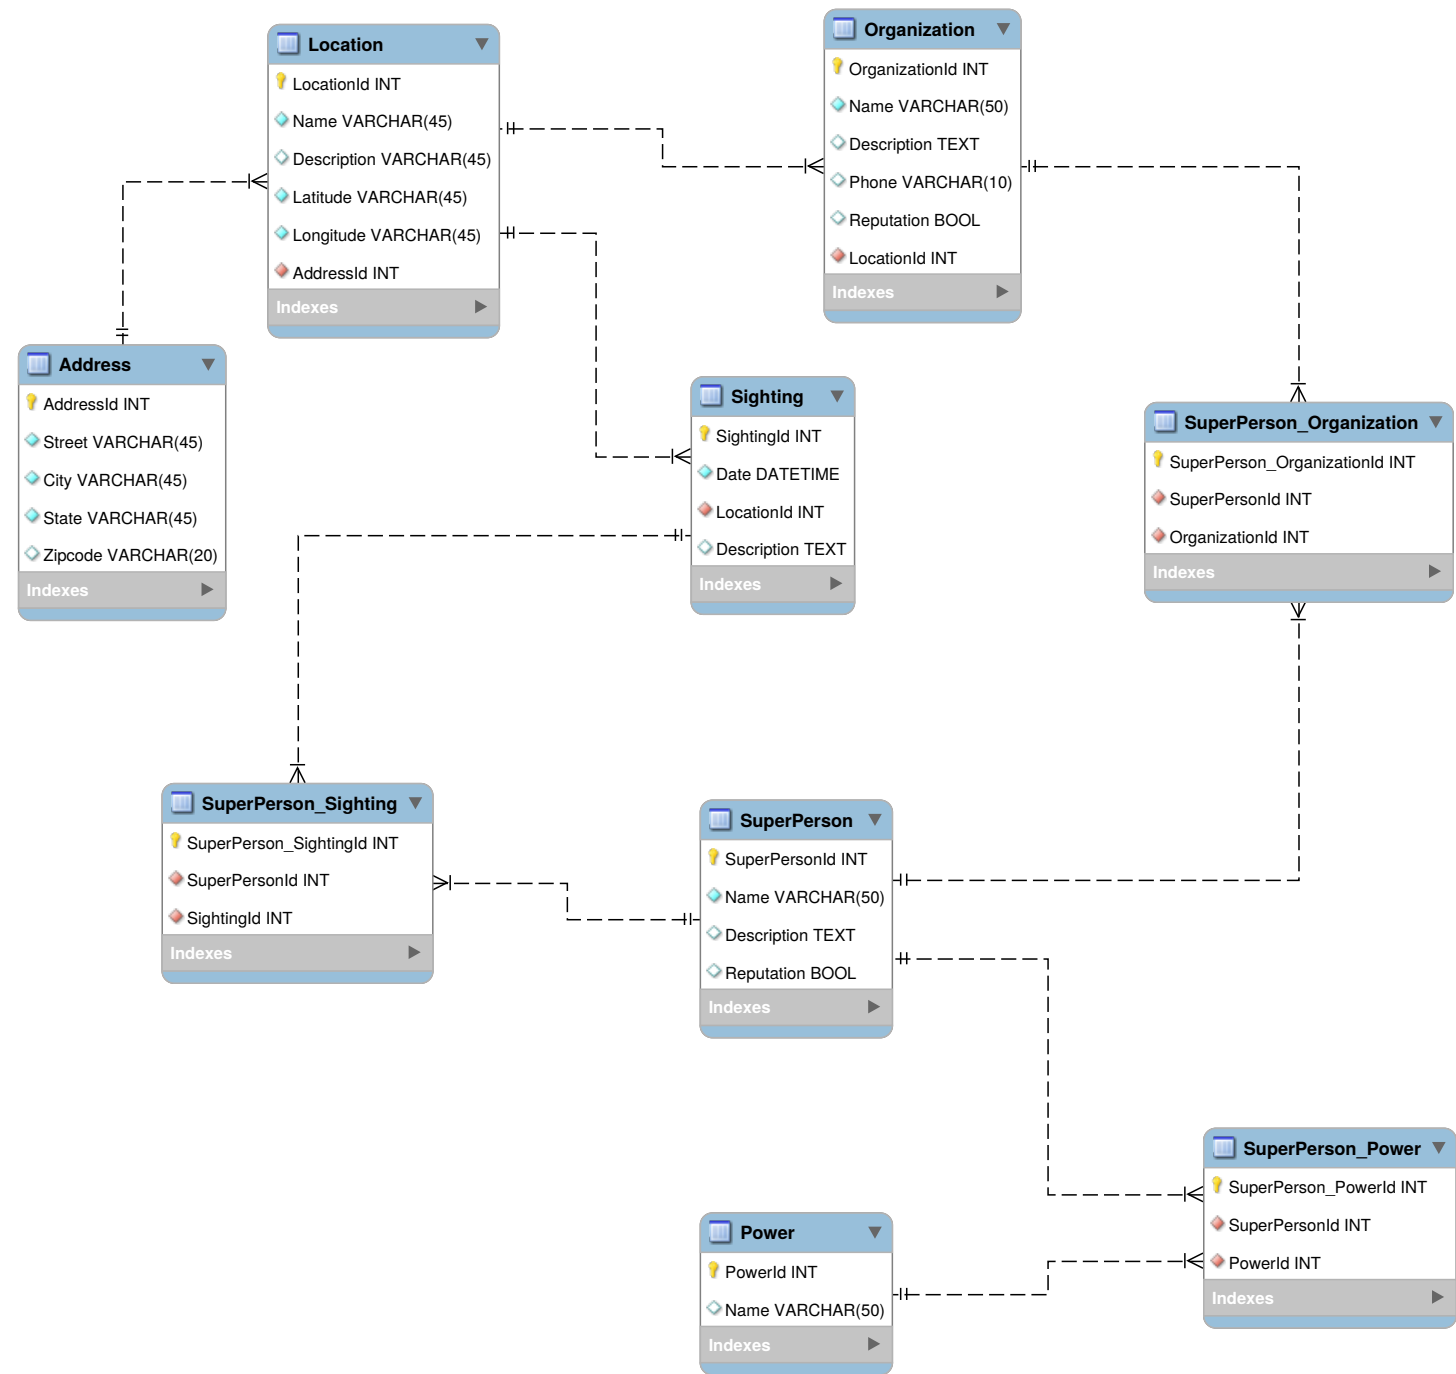 Location
LocationId INT
Name VARCHAR(45)
Description VARCHAR(45)
Latitude VARCHAR(45)
Longitude VARCHAR(45)
AddressId INT
Indexes
Organization
OrganizationId INT
Name VARCHAR(50)
Description TEXT
Phone VARCHAR(10)
Reputation BOOL
LocationId INT
Indexes
Address
AddressId INT
Street VARCHAR(45)
City VARCHAR(45)
State VARCHAR(45)
Zipcode VARCHAR(20)
Indexes
Sighting
SightingId INT
Date DATETIME
LocationId INT
Description TEXT
Indexes
SuperPerson_Organization
SuperPerson_OrganizationId INT
SuperPersonId INT
OrganizationId INT
Indexes
SuperPerson_Sighting
SuperPerson_SightingId INT
SuperPersonId INT
SightingId INT
Indexes
SuperPerson
SuperPersonId INT
Name VARCHAR(50)
Description TEXT
Reputation BOOL
Indexes
SuperPerson_Power
SuperPerson_PowerId INT
SuperPersonId INT
PowerId INT
Indexes
Power
PowerId INT
Name VARCHAR(50)
Indexes